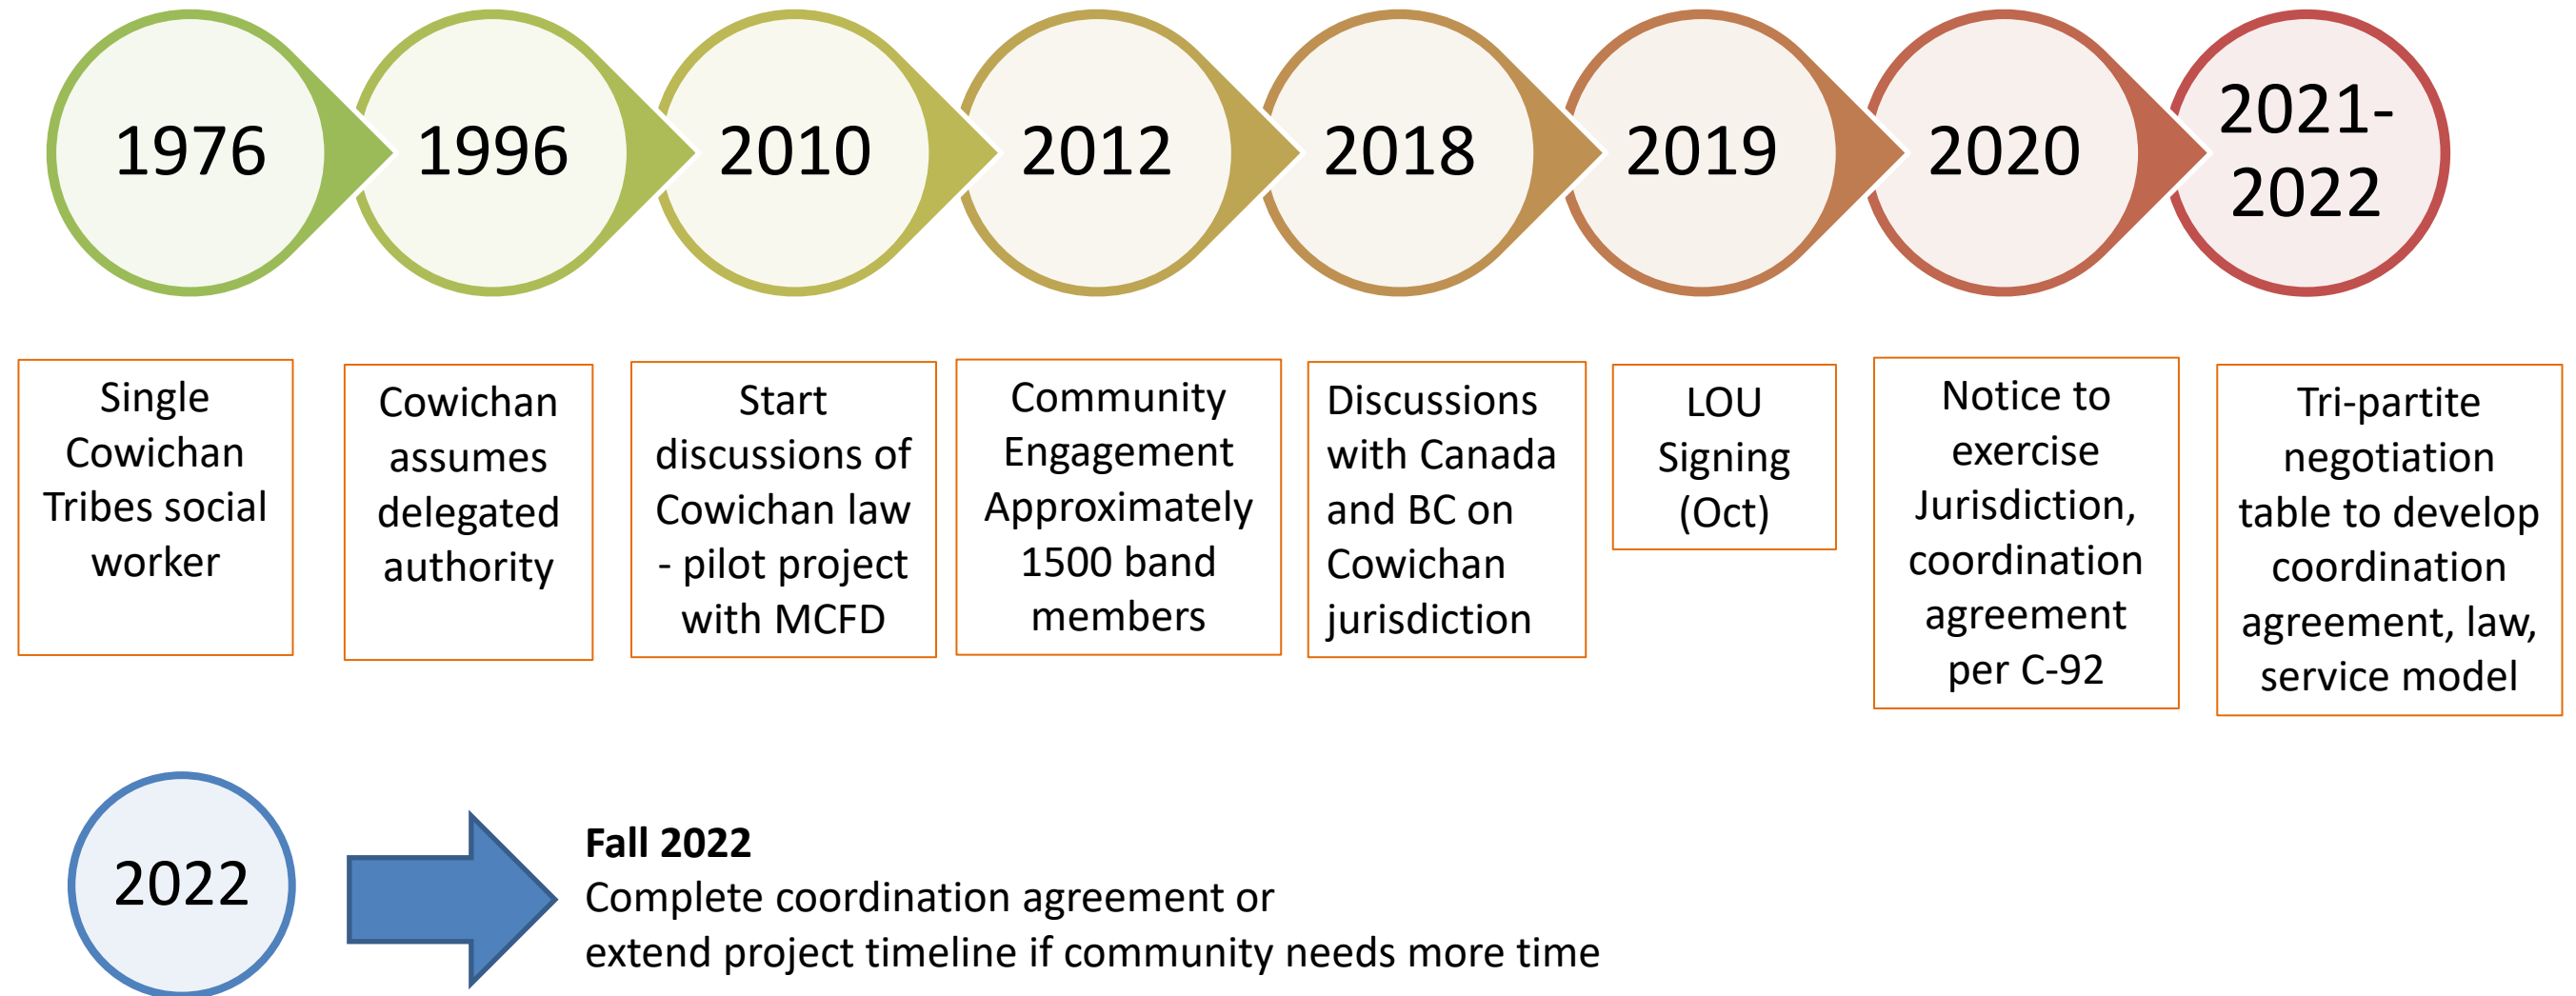 1976
1996
2010
2012
2018
2019
2020
2021-
2022
Single
Cowichan
Tribes social
worker
Cowichan
assumes
delegated
authority
Start
discussions of
Cowichan law
- pilot project
with MCFD
Community
Engagement
Approximately
1500 band
members
Discussions
with Canada
and BC on
Cowichan
jurisdiction
LOU
Signing
(Oct)
Notice to
exercise
Jurisdiction,
coordination
agreement
per C-92
Tri-partite
negotiation
table to develop
coordination
agreement, law,
service model
2022
Fall 2022
Complete coordination agreement or
extend project timeline if community needs more time